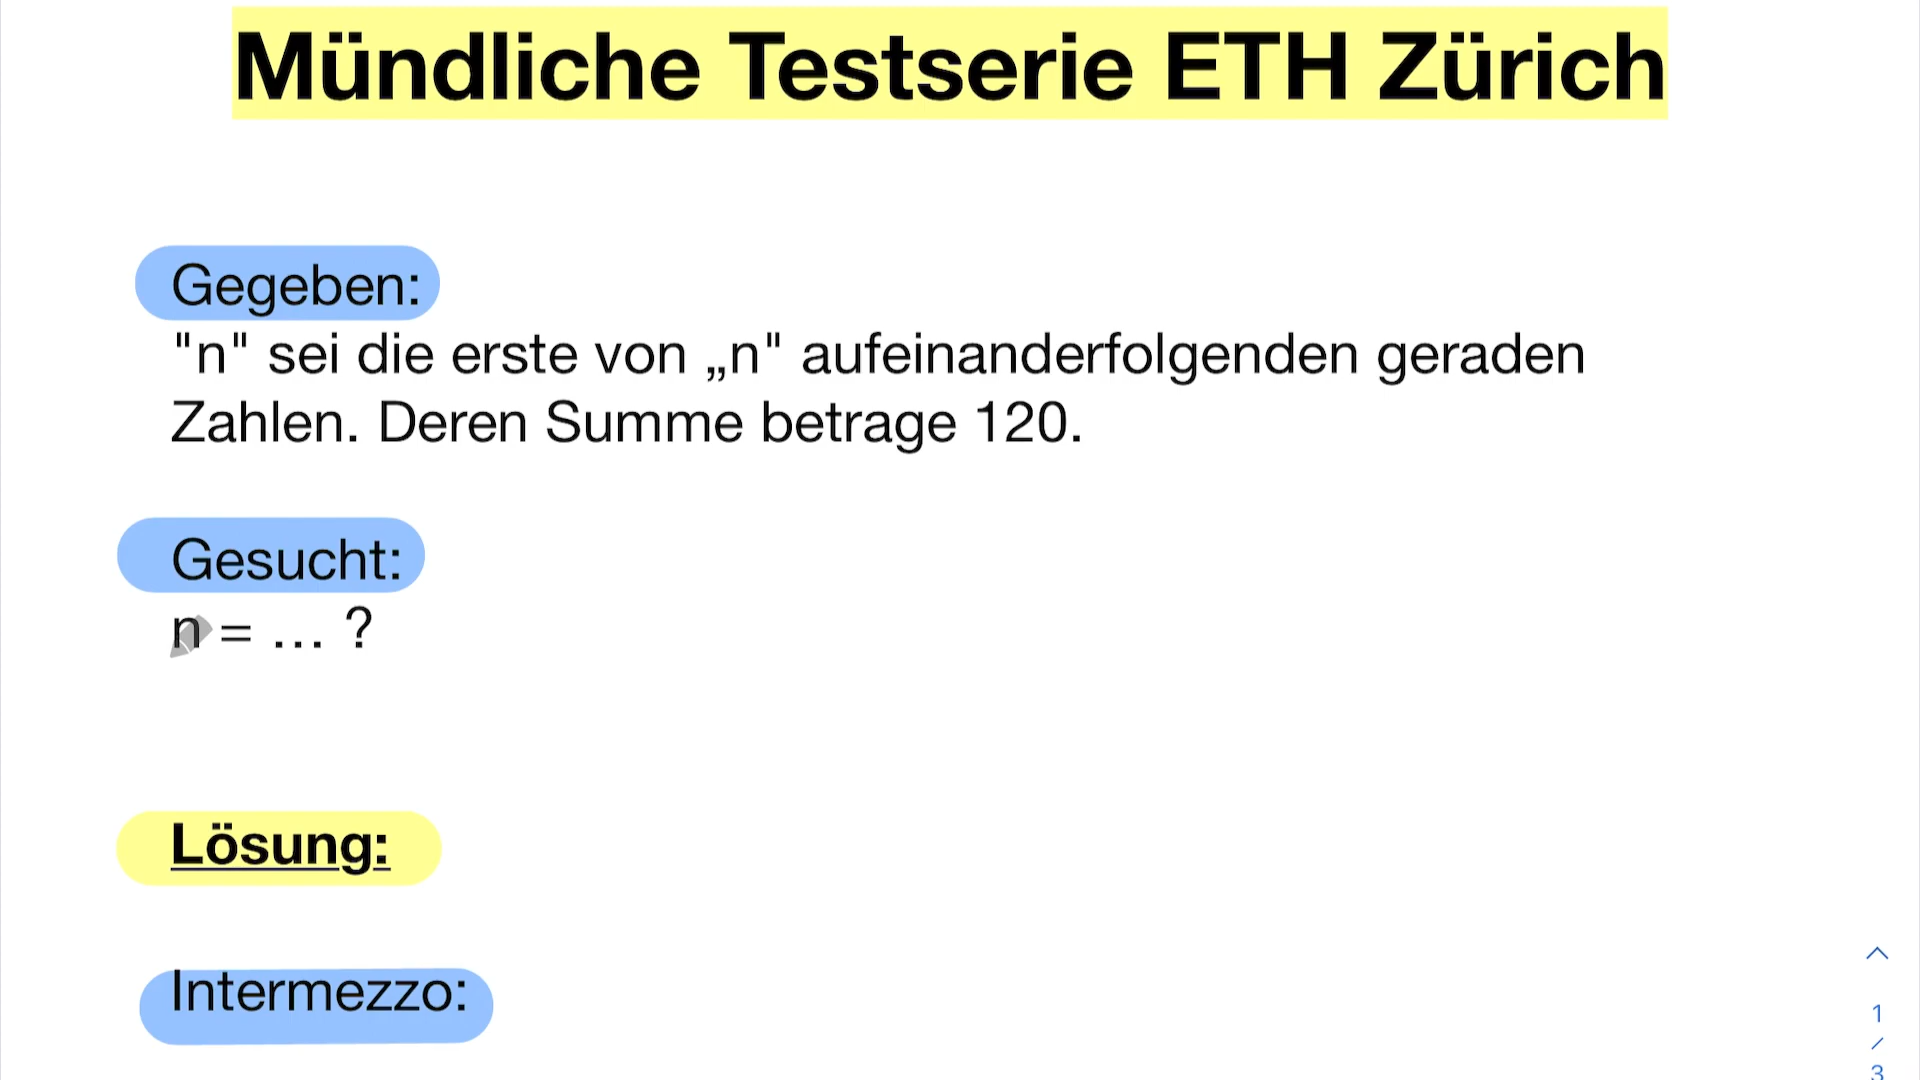 Mündliche Testserie ETH Zürich
Gegeben:
"n" sei die erste von „n" aufeinanderfolgenden geraden
Zahlen. Deren Summe betrage 120.
Gesucht:
n = ... ?
Lösung:
Intermezzo:
1
/
3